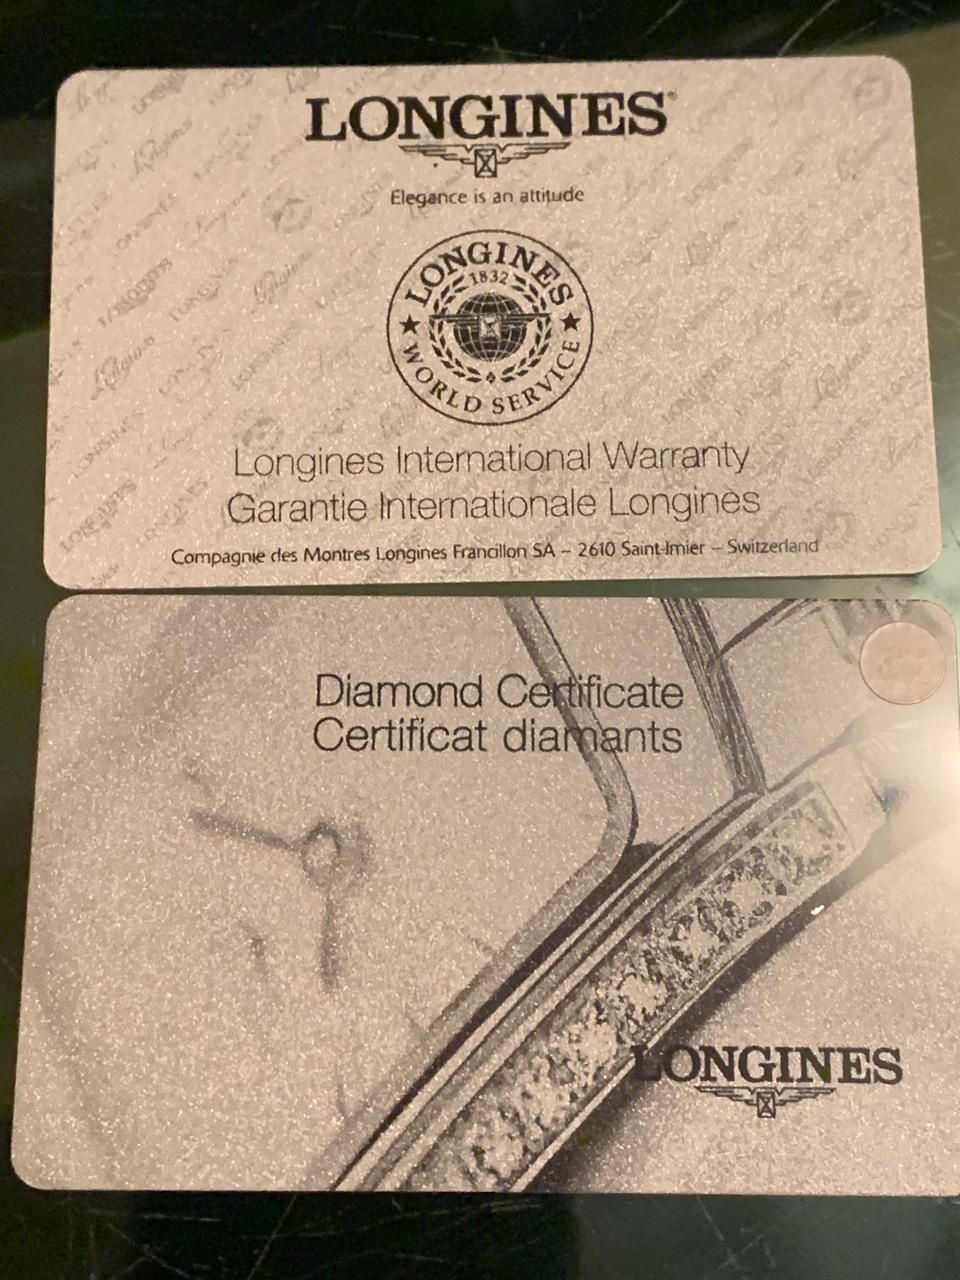 LONGINES®
Elegance is an attitude
LONGINES
1832
WORLD SERVICE
Longines International Warranty
Garantie Internationale Longines
Compagnie des Montres Longines Francillon SA – 2610 Saint-Imier – Switzerland
Diamond Certificate
Certificat diamants
LONGINES